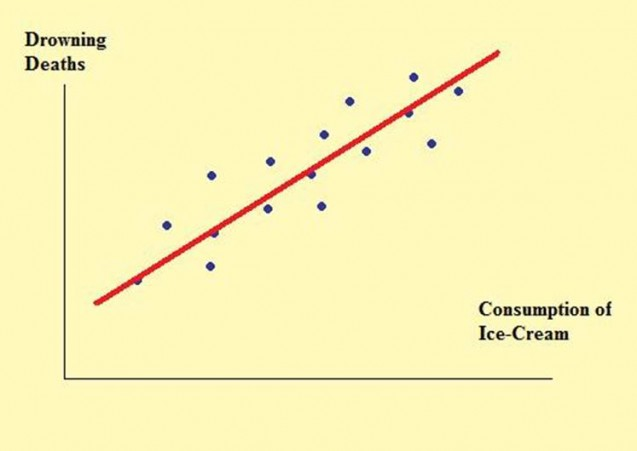 Drowning
Deaths
Consumption of
Ice-Cream